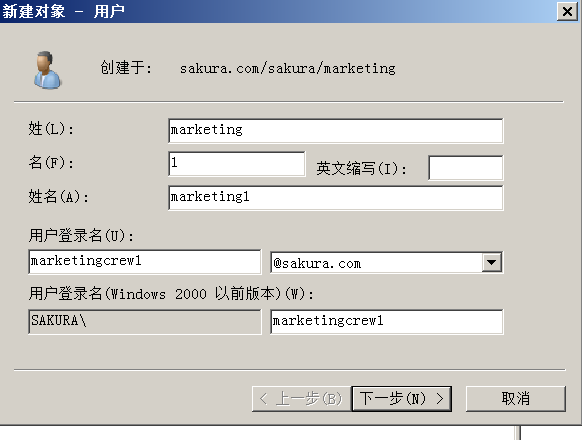 新建对象 - 用户
创建于: sakura.com/sakura/marketing
姓(L): marketing
名(F): 1 英文缩写(I):
姓名(A): marketing1
用户登录名(U):
marketingcrew1 @sakura.com
用户登录名(Windows 2000 以前版本)(W):
SAKURA\ marketingcrew1
< 上一步(B) 下一步(N) > 取消